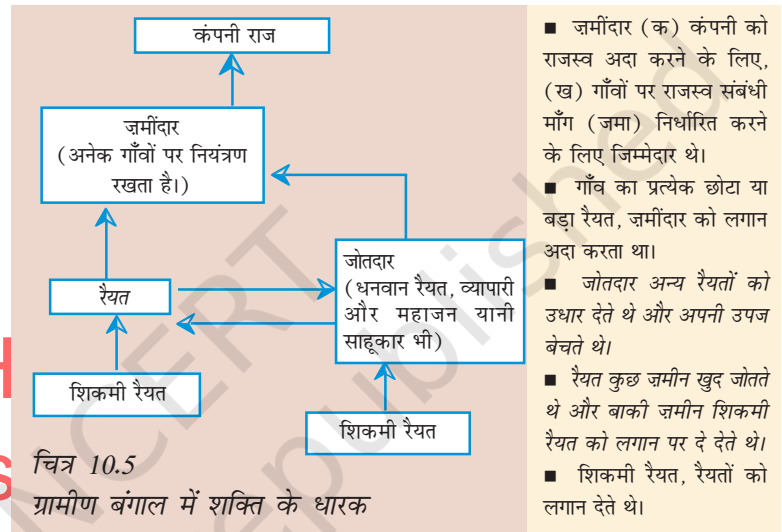 कंपनी राज
ज़मींदार
(अनेक गाँवों पर नियंत्रण
रखता है।)
रैयत
जोतदार
(धनवान रैयत, व्यापारी
और महाजन यानी
साहूकार भी)
शिकमी रैयत
शिकमी रैयत
चित्र 10.5
ग्रामीण बंगाल में शक्ति के धारक
■ ज़मींदार (क) कंपनी को
राजस्व अदा करने के लिए,
(ख) गाँवों पर राजस्व संबंधी
माँग (जमा) निर्धारित करने
के लिए जिम्मेदार थे।
■ गाँव का प्रत्येक छोटा या
बड़ा रैयत, ज़मींदार को लगान
अदा करता था।
■ जोतदार अन्य रैयतों को
उधार देते थे और अपनी उपज
बेचते थे।
■ रैयत कुछ ज़मीन खुद जोतते
थे और बाकी ज़मीन शिकमी
रैयत को लगान पर दे देते थे।
■ शिकमी रैयत, रैयतों को
लगान देते थे।
NCERT
republished